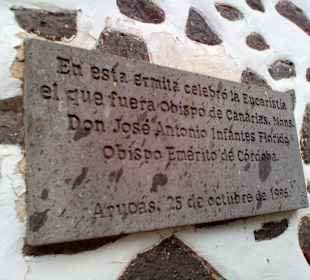 En esta ermita celebró la Eucaristía
el que fuera Obispo de Canarias, Mons.
Don José Antonio Infantes Florido,
Obispo Emérito de Córdoba.
Arucas, 25 de octubre de 1996.